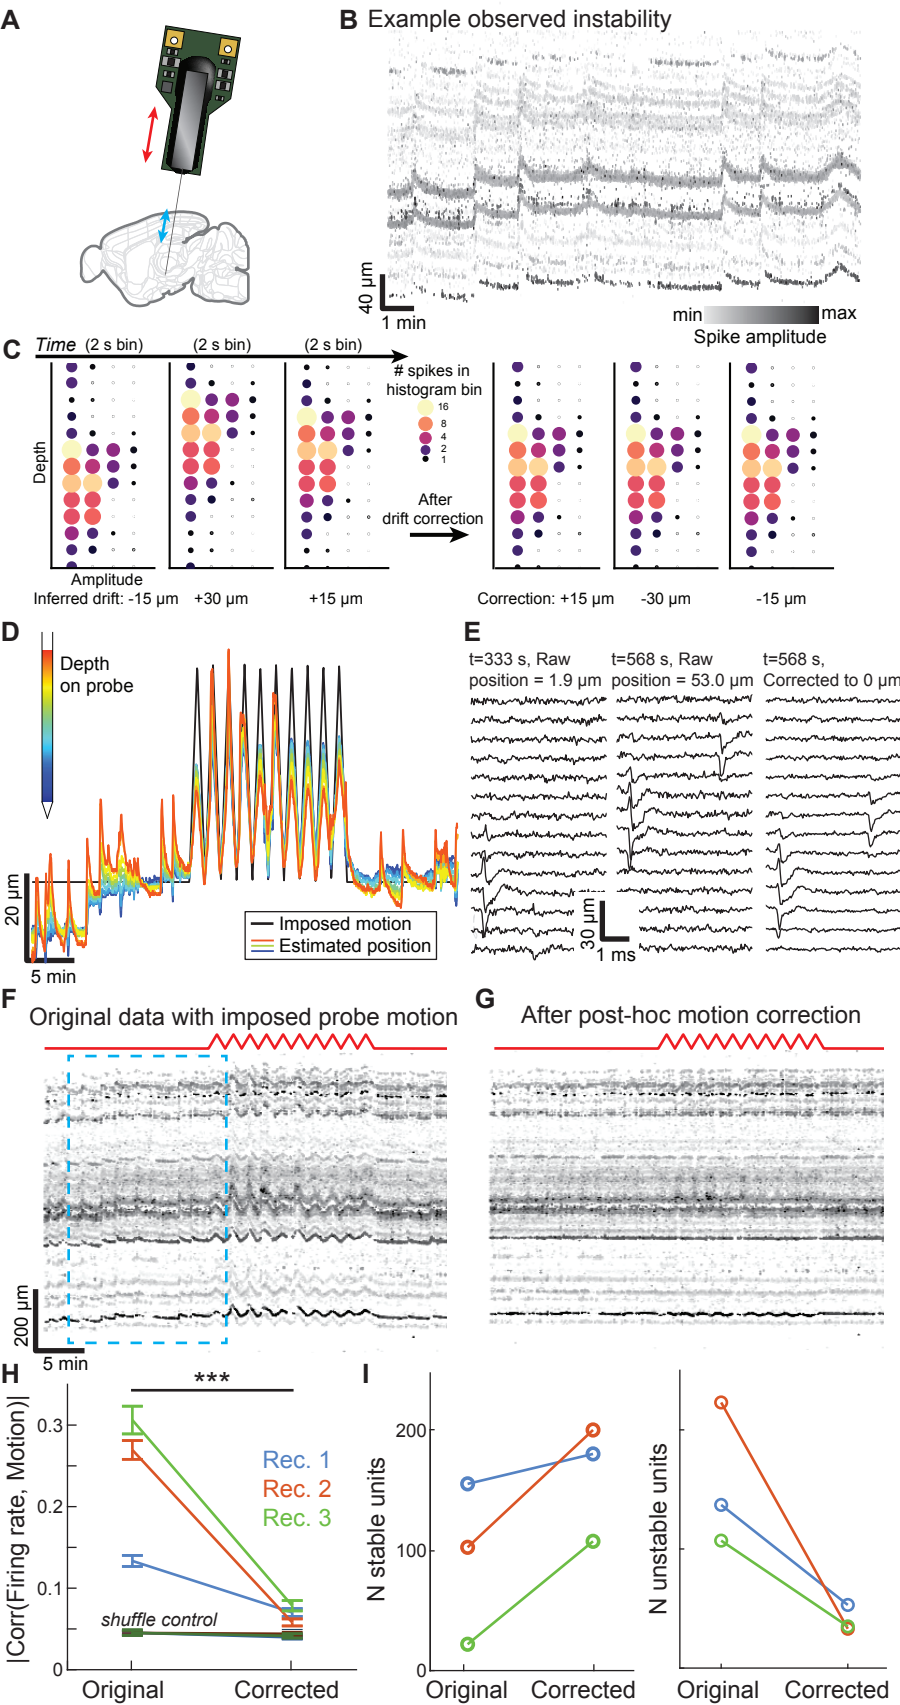 A
B Example observed instability
40 µm
1 min
min max
Spike amplitude
C
Time (2 s bin) (2 s bin) (2 s bin)
# spikes in
histogram bin
16
8
4
2
1
Depth
After
drift correction
Amplitude
Inferred drift: -15 µm +30 µm +15 µm
Correction: +15 µm -30 µm -15 µm
D
Depth
on probe
20 µm
5 min
Imposed motion
Estimated position
E
t=333 s, Raw
position = 1.9 µm
t=568 s, Raw
position = 53.0 µm
t=568 s,
Corrected to 0 µm
30 µm
1 ms
F
Original data with imposed probe motion
200 µm
5 min
G
After post-hoc motion correction
H
|Corr(Firing rate, Motion)|
0.3
0.2
0.1
0
***
Rec. 1
Rec. 2
Rec. 3
shuffle control
Original Corrected
I
N stable units
200
100
0
Original Corrected
N unstable units
Original Corrected